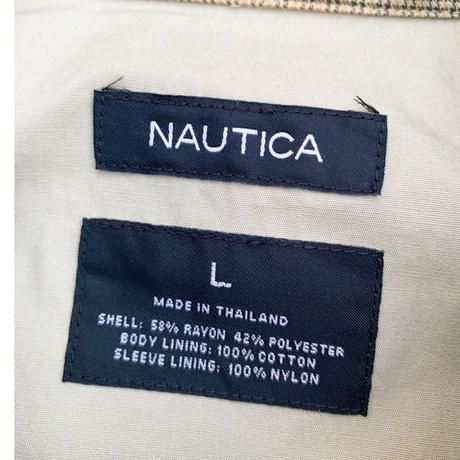 NAUTICA
L
MADE IN THAILAND
SHELL: 58% RAYON 42% POLYESTER
BODY LINING: 100% COTTON
SLEEVE LINING: 100% NYLON